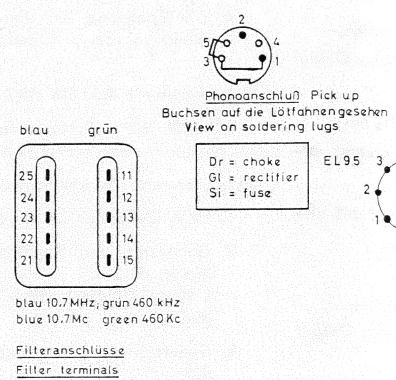 2
5 4
3 1
Phonoanschluß Pick up
Buchsen auf die Lötfahnen gesehen
View on soldering lugs
blau grün
25 11
24 12
23 13
22 14
21 15
Dr = choke
Gl = rectifier
Si = fuse
EL95 3
2
1
blau 10.7 MHz; grün 460 kHz
blue 10.7 Mc green 460 Kc
Filteranschlüsse
Filter terminals